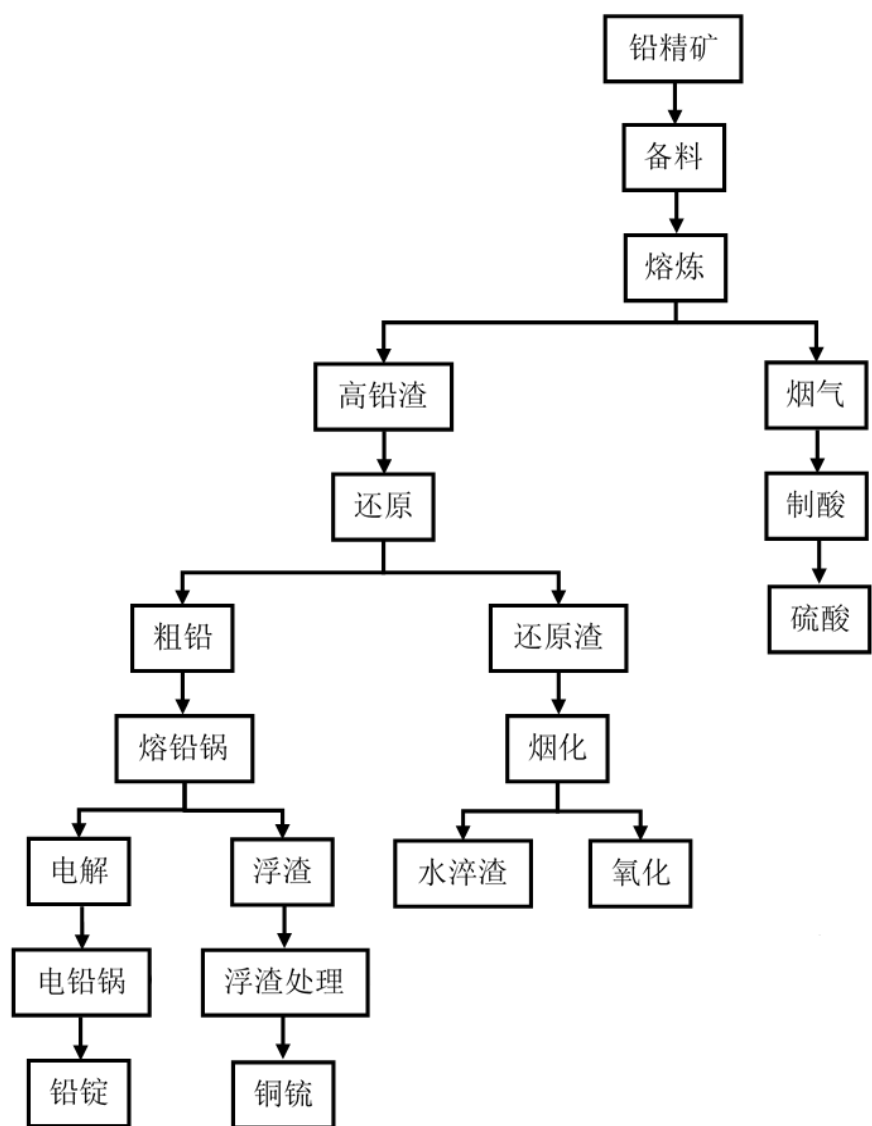 铅精矿
备料
熔炼
高铅渣
烟气
还原
制酸
粗铅
还原渣
硫酸
熔铅锅
烟化
电解
浮渣
水淬渣
氧化
电铅锅
浮渣处理
铅锭
铜锍